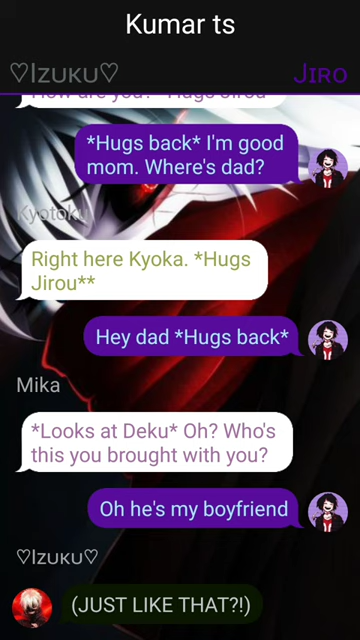 Kumar ts
♡Izuku♡
Jiro
How are you? *Hugs Jirou*
*Hugs back* I'm good
mom. Where's dad?
Kyotoku
Right here Kyoka. *Hugs
Jirou**
Hey dad *Hugs back*
Mika
*Looks at Deku* Oh? Who's
this you brought with you?
Oh he's my boyfriend
♡Izuku♡
(JUST LIKE THAT?!)